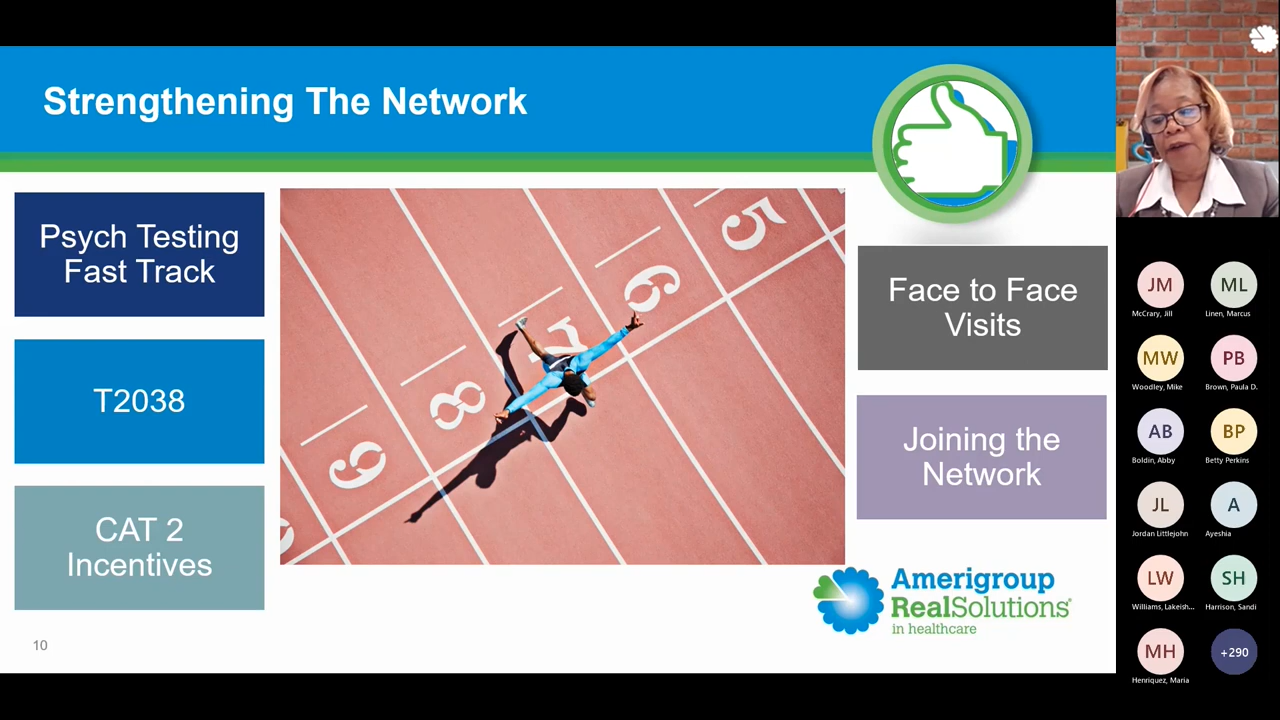 Strengthening The Network
Psych Testing
Fast Track
T2038
CAT 2
Incentives
5
6
7
8
9
Face to Face
Visits
Joining the
Network
Amerigroup
RealSolutions®
in healthcare
10
JM
McCrary, Jill
ML
Linen, Marcus
MW
Woodley, Mike
PB
Brown, Paula D.
AB
Boldin, Abby
BP
Betty Perkins
JL
Jordan Littlejohn
A
Ayeshia
LW
Williams, Lakeish...
SH
Harrison, Sandi
MH
Henriquez, Maria
+290